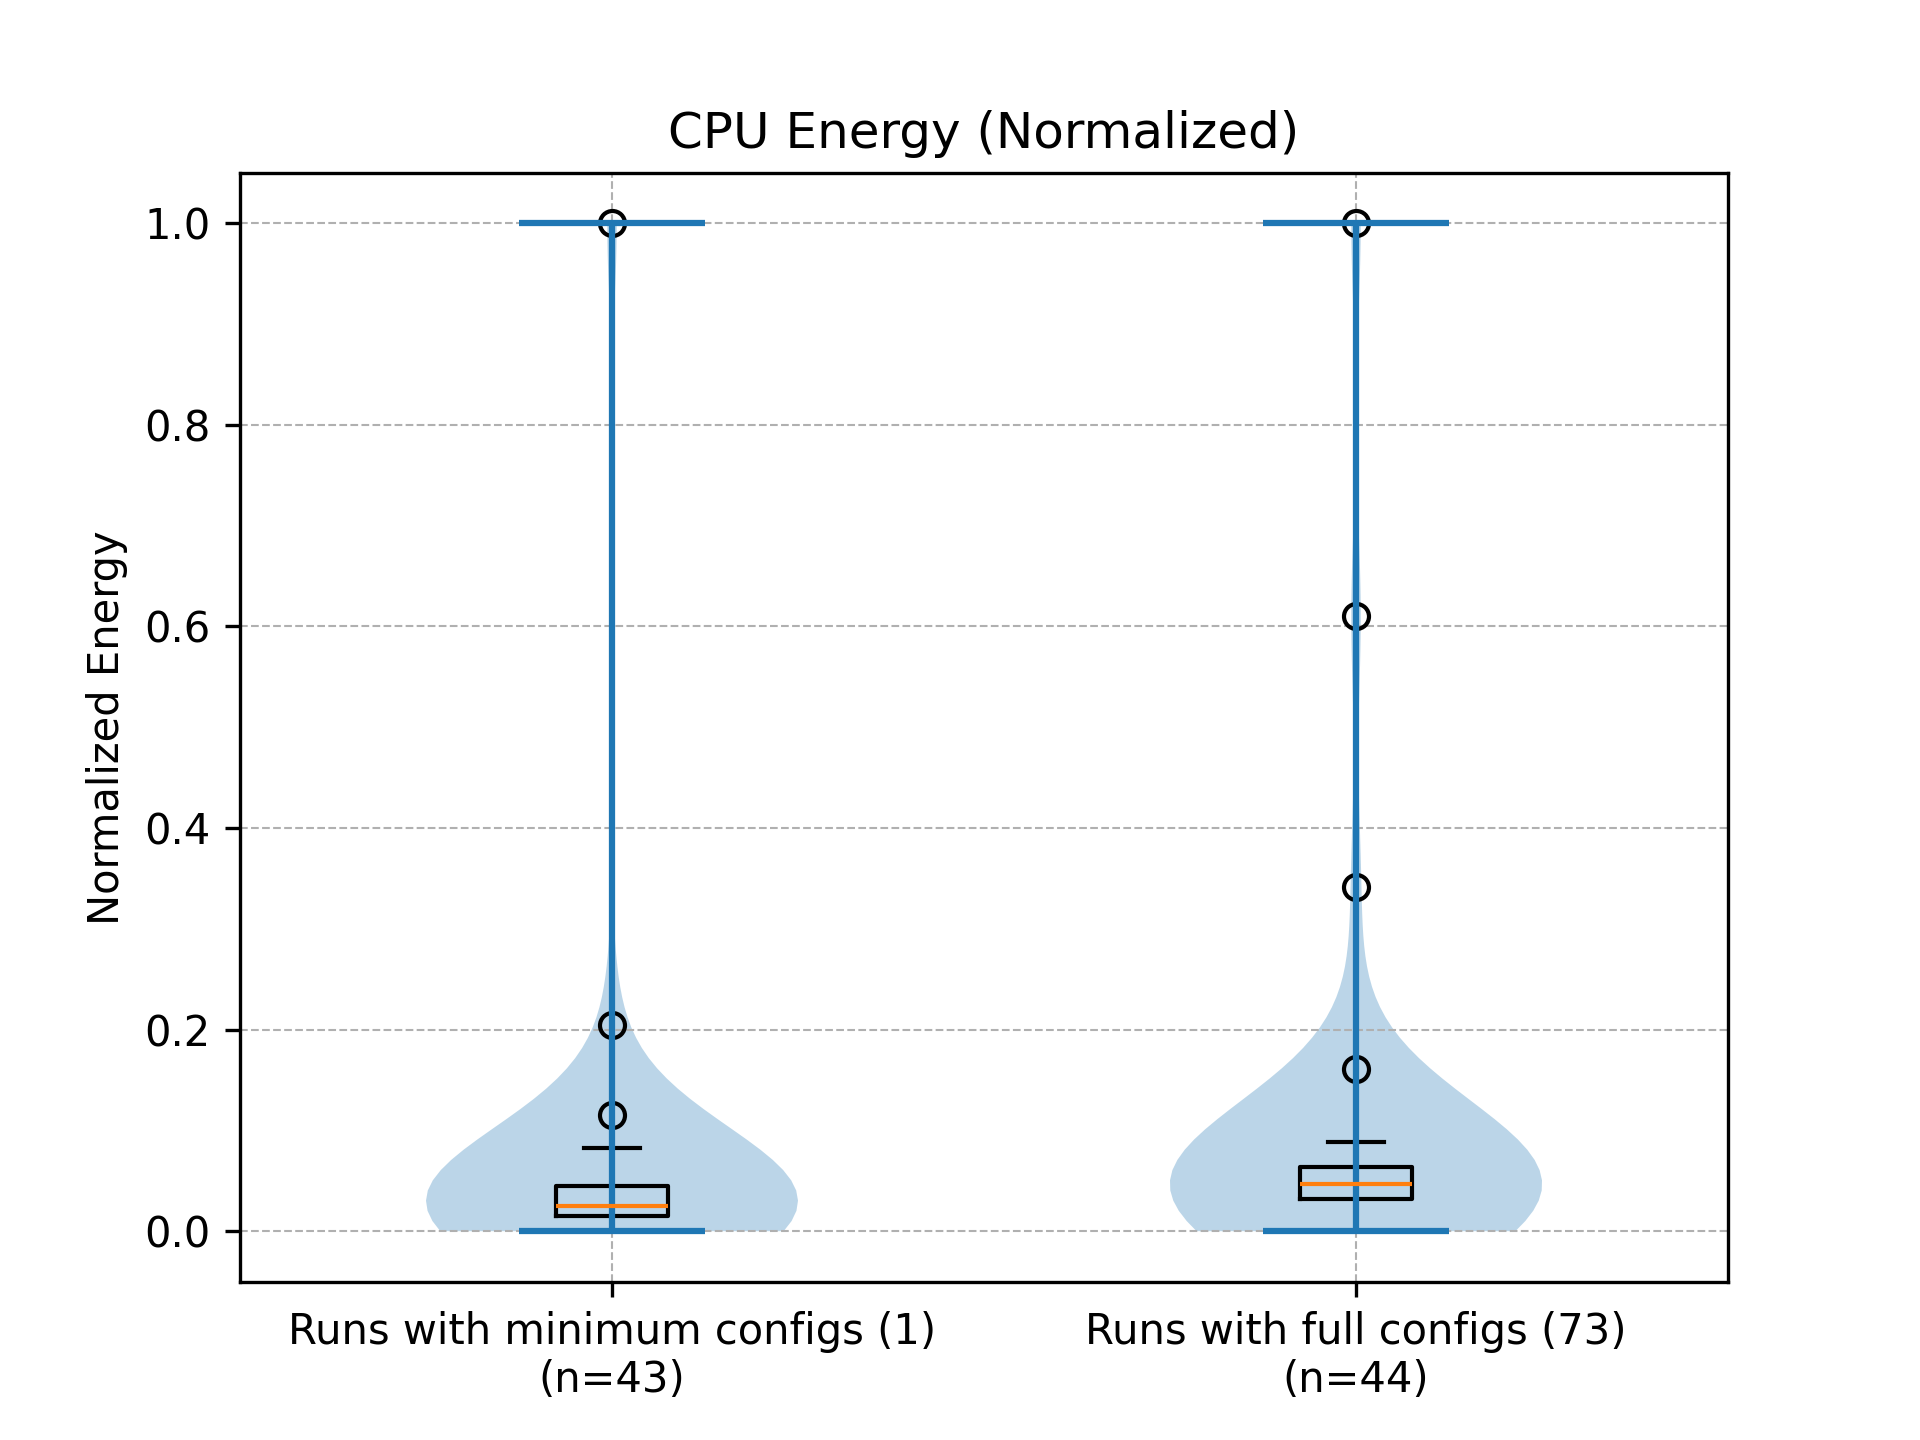 CPU Energy (Normalized)
Normalized Energy
1.0
0.8
0.6
0.4
0.2
0.0
Runs with minimum configs (1)
(n=43)
Runs with full configs (73)
(n=44)